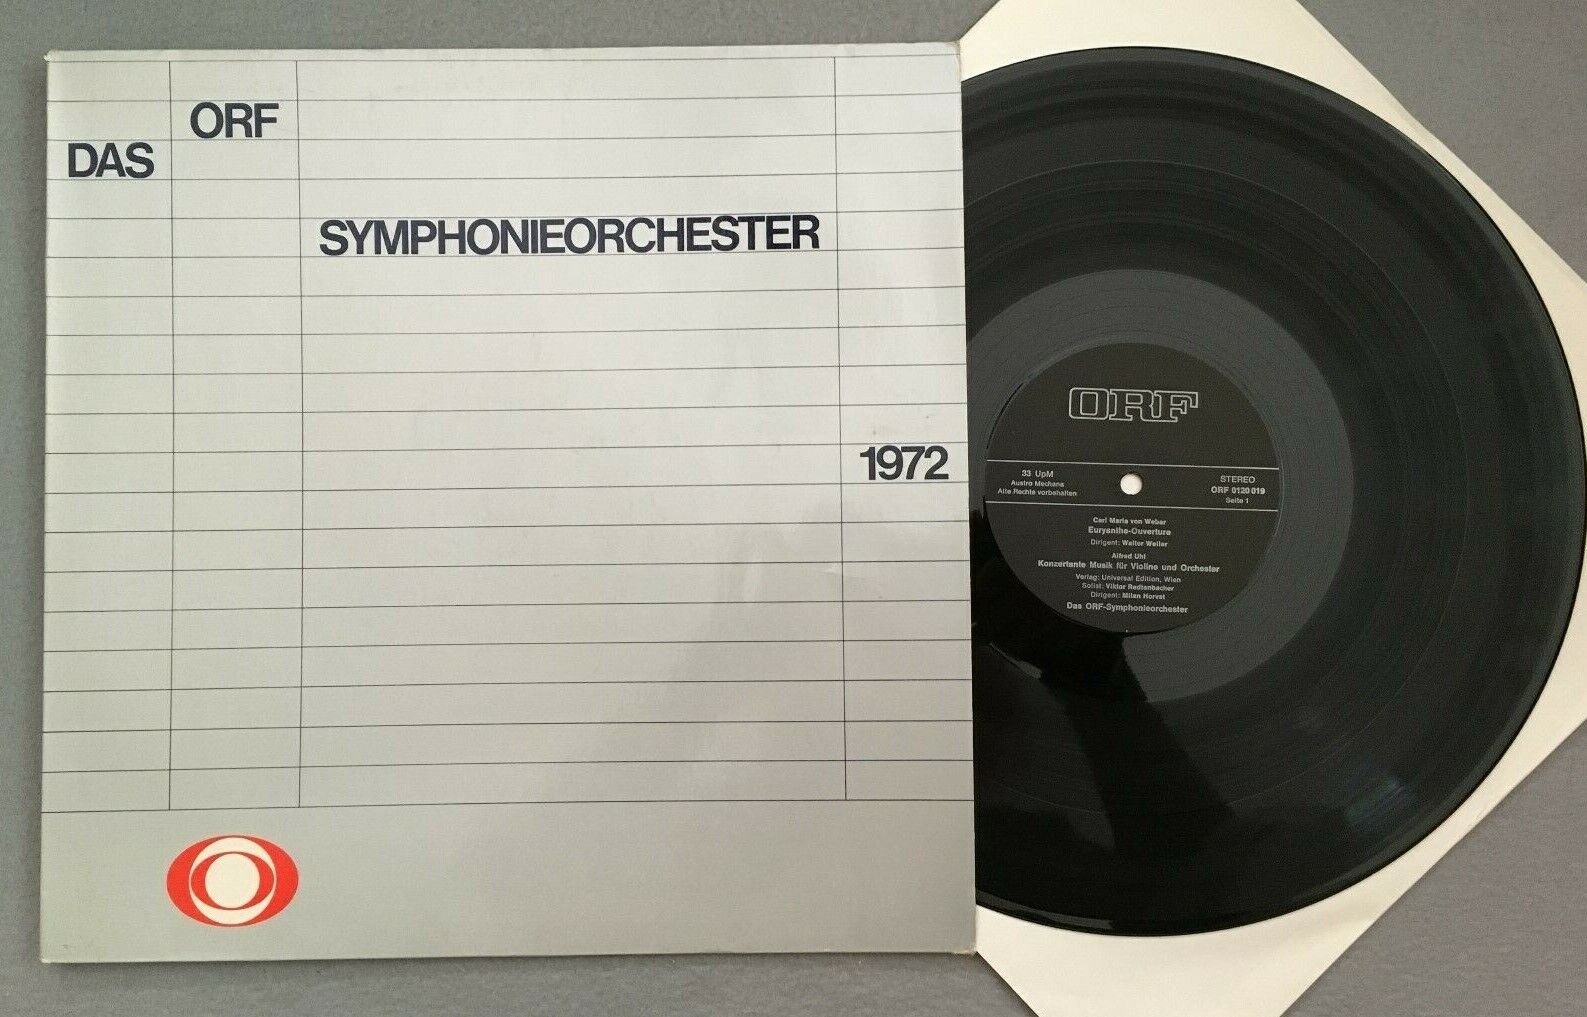 DAS
ORF
SYMPHONIEORCHESTER
1972
ORF
33 UpM
Austro Mechana
Alle Rechte vorbehalten
STEREO
ORF 0120 019
Seite 1
Carl Maria von Weber
Euryanthe-Ouverture
Dirigent: Walter Weller
Alfred Uhl
Konzertante Musik für Violine und Orchester
Verlag: Universal Edition, Wien
Solist: Viktor Redtenbacher
Dirigent: Milan Horvat
Das ORF-Symphonieorchester